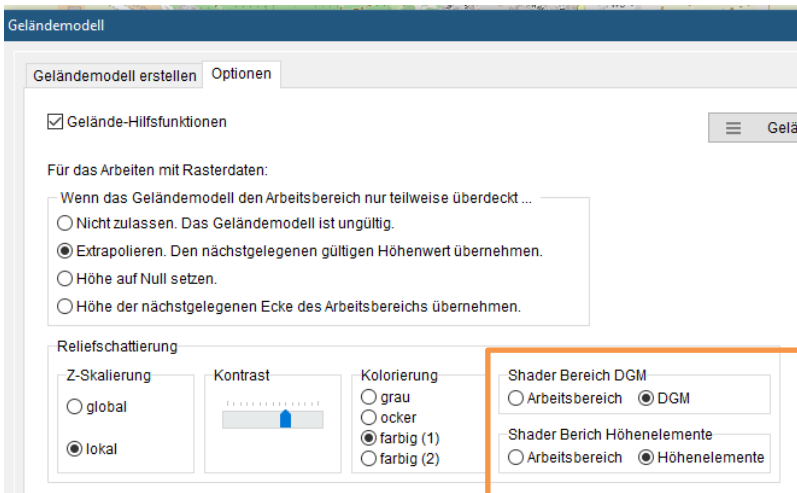 Geländemodell
Geländemodell erstellen Optionen
Gelände-Hilfsfunktionen
Für das Arbeiten mit Rasterdaten:
Wenn das Geländemodell den Arbeitsbereich nur teilweise überdeckt ...
Nicht zulassen. Das Geländemodell ist ungültig.
Extrapolieren. Den nächstgelegenen gültigen Höhenwert übernehmen.
Höhe auf Null setzen.
Höhe der nächstgelegenen Ecke des Arbeitsbereichs übernehmen.
Reliefschattierung
Z-Skalierung
global
lokal
Kontrast
Kolorierung
grau
ocker
farbig (1)
farbig (2)
Shader Bereich DGM
Arbeitsbereich DGM
Shader Berich Höhenelemente
Arbeitsbereich Höhenelemente